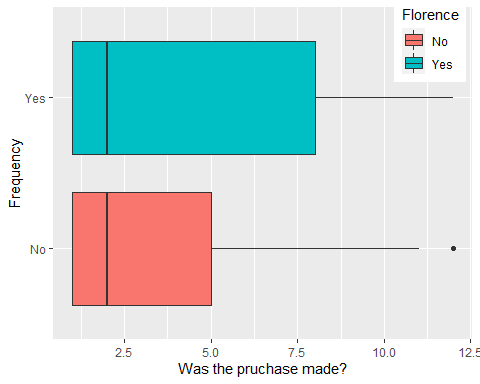 Florence
No
Yes
Yes
Frequency
No
2.5
5.0
7.5
10.0
12.5
Was the pruchase made?